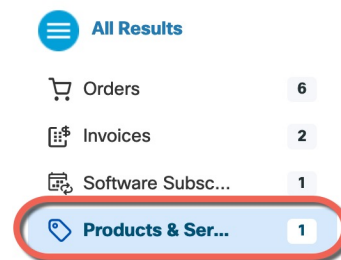 All Results
Orders 6
Invoices 2
Software Subsc... 1
Products & Ser... 1